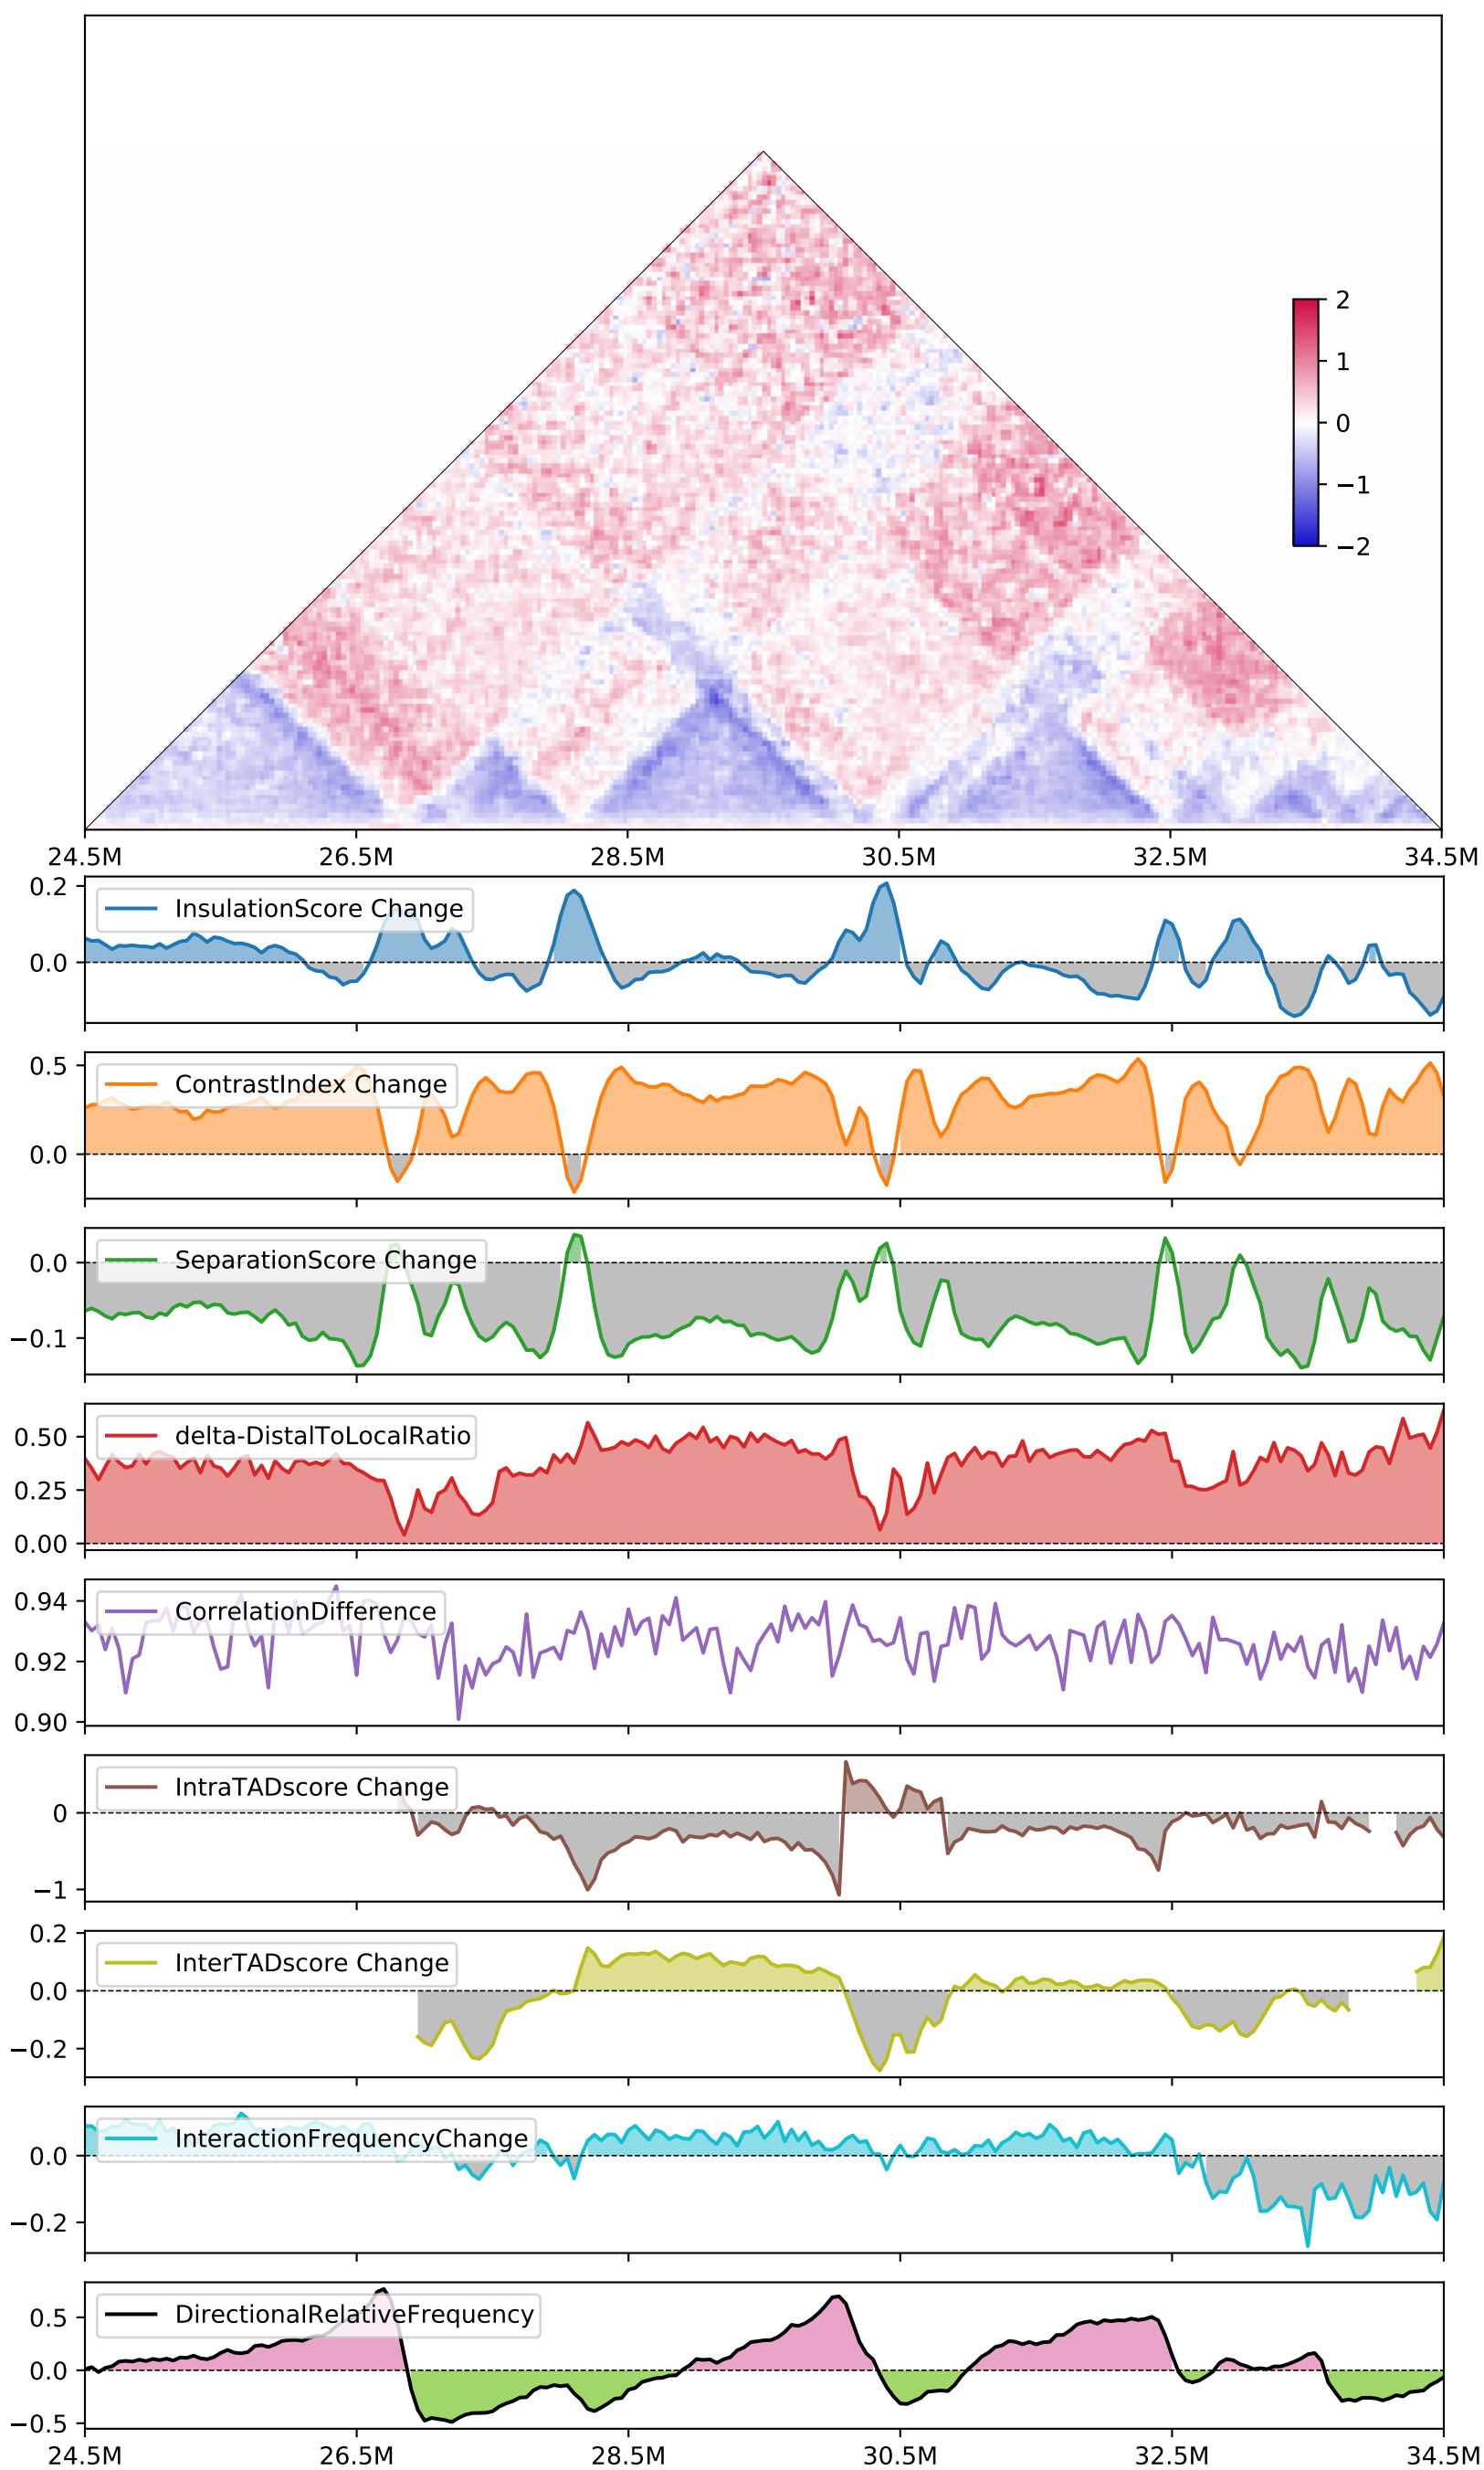 2
1
0
−1
−2
24.5M 26.5M 28.5M 30.5M 32.5M 34.5M
0.2
InsulationScore Change
0.0
0.5
ContrastIndex Change
0.0
0.0
SeparationScore Change
−0.1
0.50
delta-DistalToLocalRatio
0.25
0.00
0.94
CorrelationDifference
0.92
0.90
IntraTADscore Change
0
−1
0.2
InterTADscore Change
0.0
−0.2
InteractionFrequencyChange
0.0
−0.2
0.5
DirectionalRelativeFrequency
0.0
−0.5
24.5M 26.5M 28.5M 30.5M 32.5M 34.5M